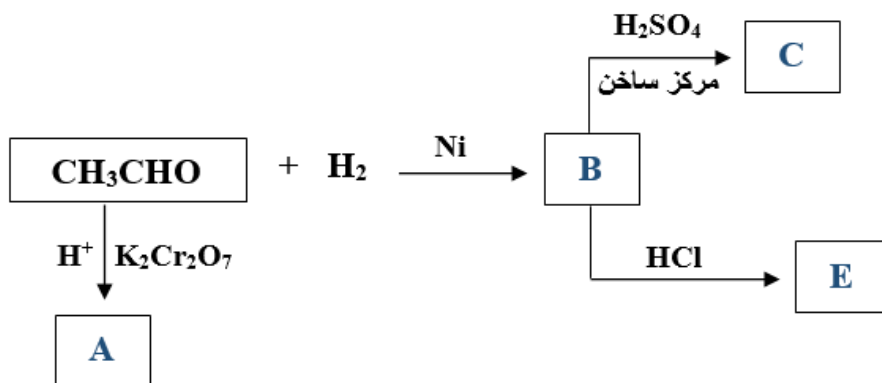 H₂SO₄
C
مركز ساخن
Ni
CH₃CHO + H₂
B
H⁺ K₂Cr₂O₇
HCl
E
A